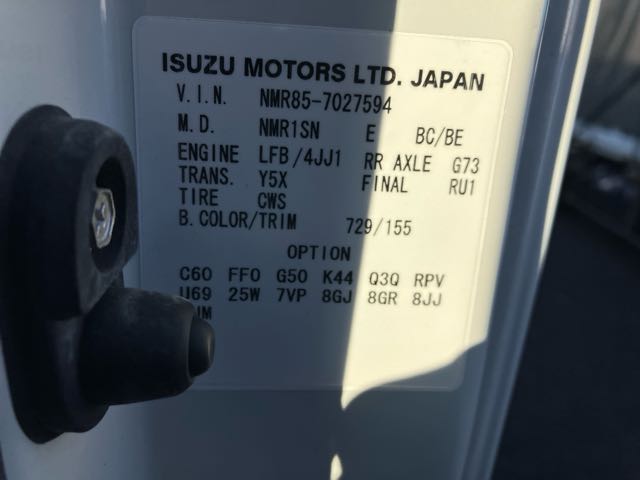 ISUZU MOTORS LTD. JAPAN
V.I.N. NMR85-7027594
M.D. NMR1SN E BC/BE
ENGINE LFB/4JJ1 RR AXLE G73
TRANS. Y5X FINAL RU1
TIRE CWS
B.COLOR/TRIM 729/155
OPTION
C60 FF0 G50 K44 Q3Q RPV
U69 25W 7VP 8GJ 8GR 8JJ